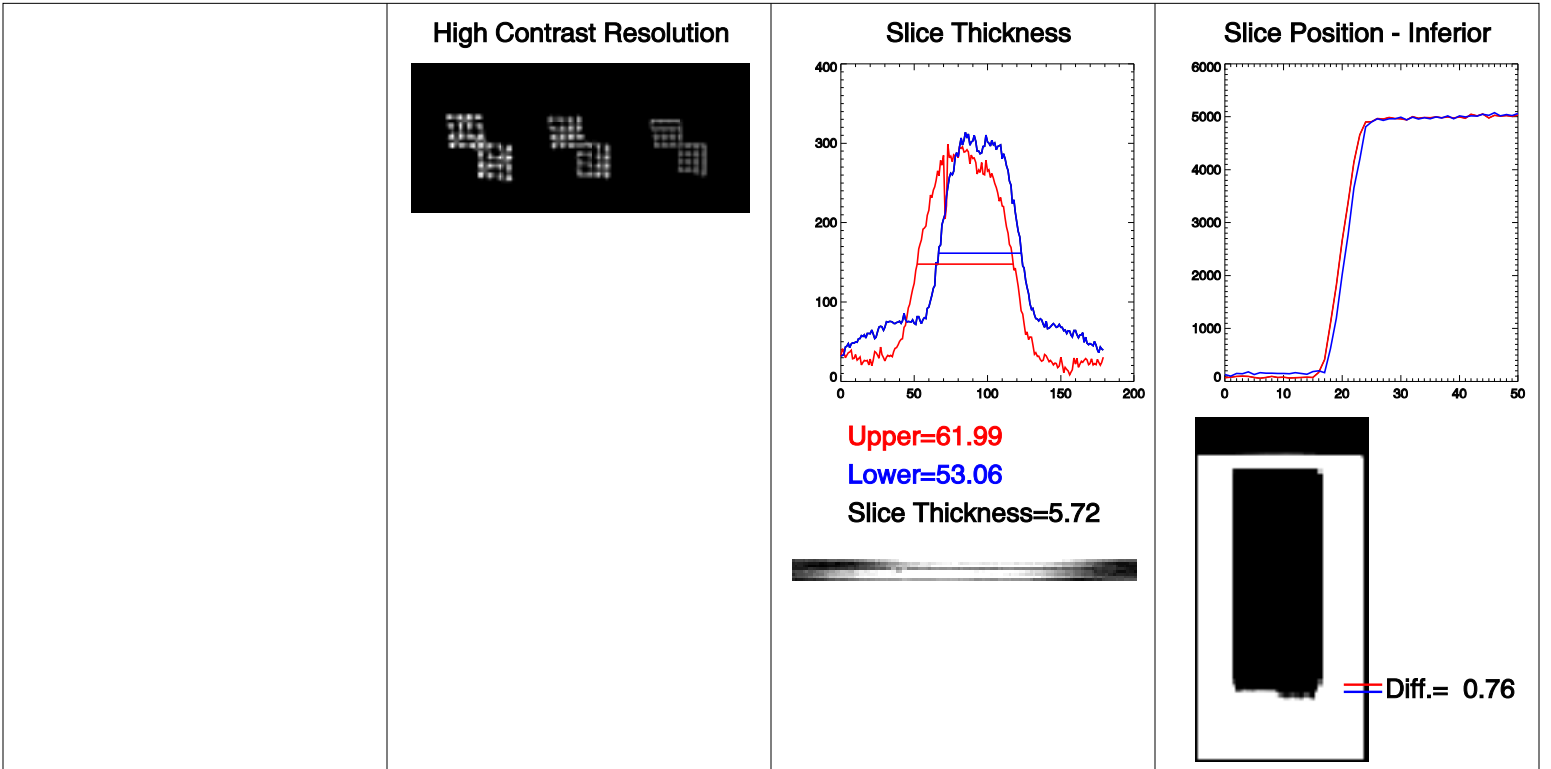 High Contrast Resolution
Slice Thickness
400
300
200
100
0
0 50 100 150 200
Upper=61.99
Lower=53.06
Slice Thickness=5.72
Slice Position - Inferior
6000
5000
4000
3000
2000
1000
0
0 10 20 30 40 50
Diff.= 0.76